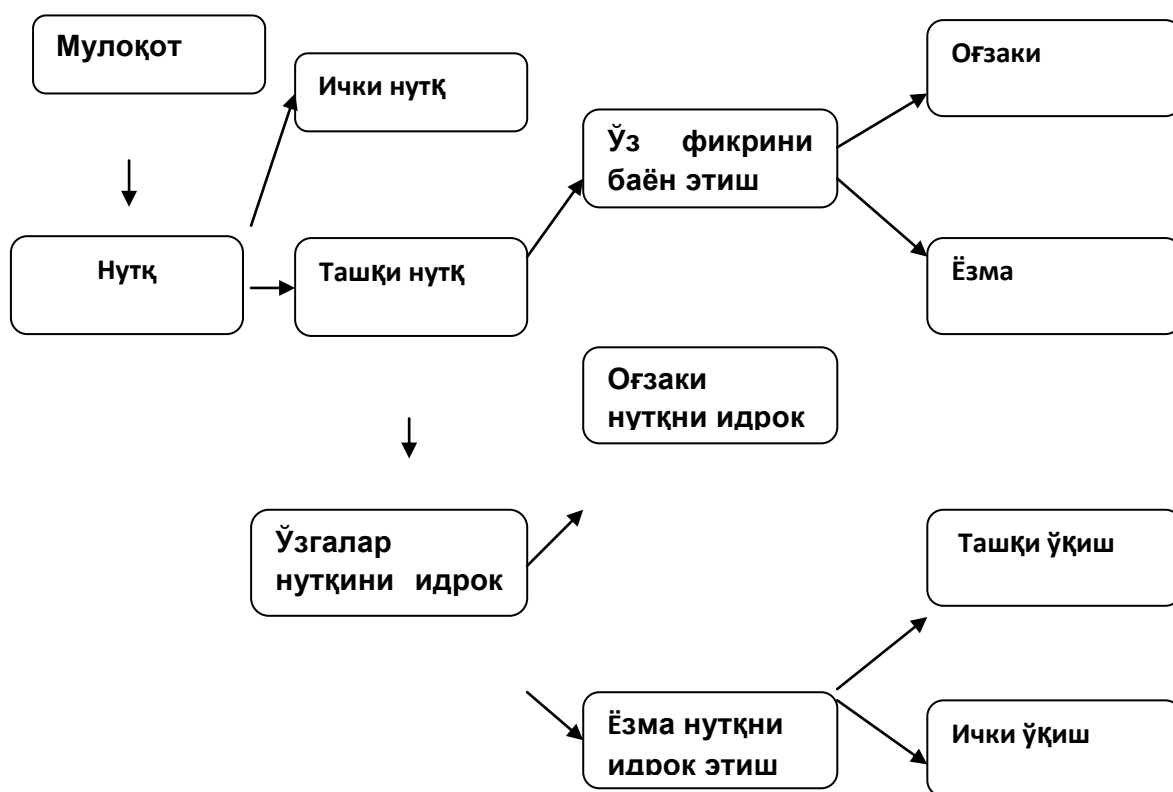 Мулоқот
Ички нутқ
Оғзаки
Ўз фикрини
баён этиш
Нутқ
Ташқи нутқ
Ёзма
Оғзаки
нутқни идрок
Ўзгалар
нутқини идрок
Ташқи ўқиш
Ёзма нутқни
идрок этиш
Ички ўқиш